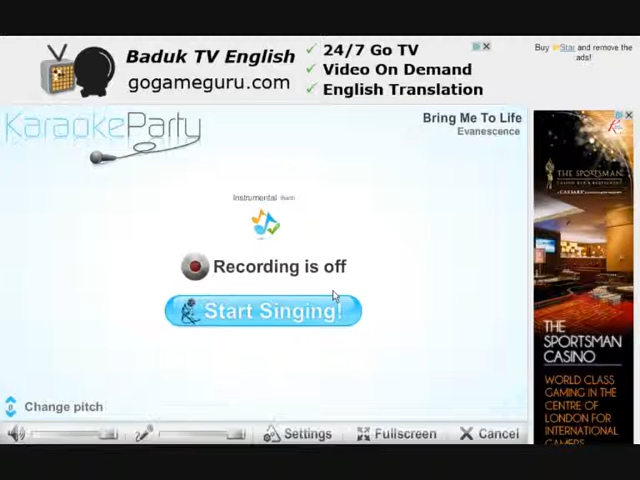 Baduk TV English
gogameguru.com
✓ 24/7 Go TV
✓ Video On Demand
✓ English Translation
Buy Star and remove the
ads!
KaraokeParty
Bring Me To Life
Evanescence
Instrumental
Recording is off
Start Singing!
Change pitch
Settings
Fullscreen
Cancel
THE SPORTSMAN
THE
SPORTSMAN
CASINO
WORLD CLASS
GAMING IN THE
CENTRE OF
LONDON FOR
INTERNATIONAL
GAMERS